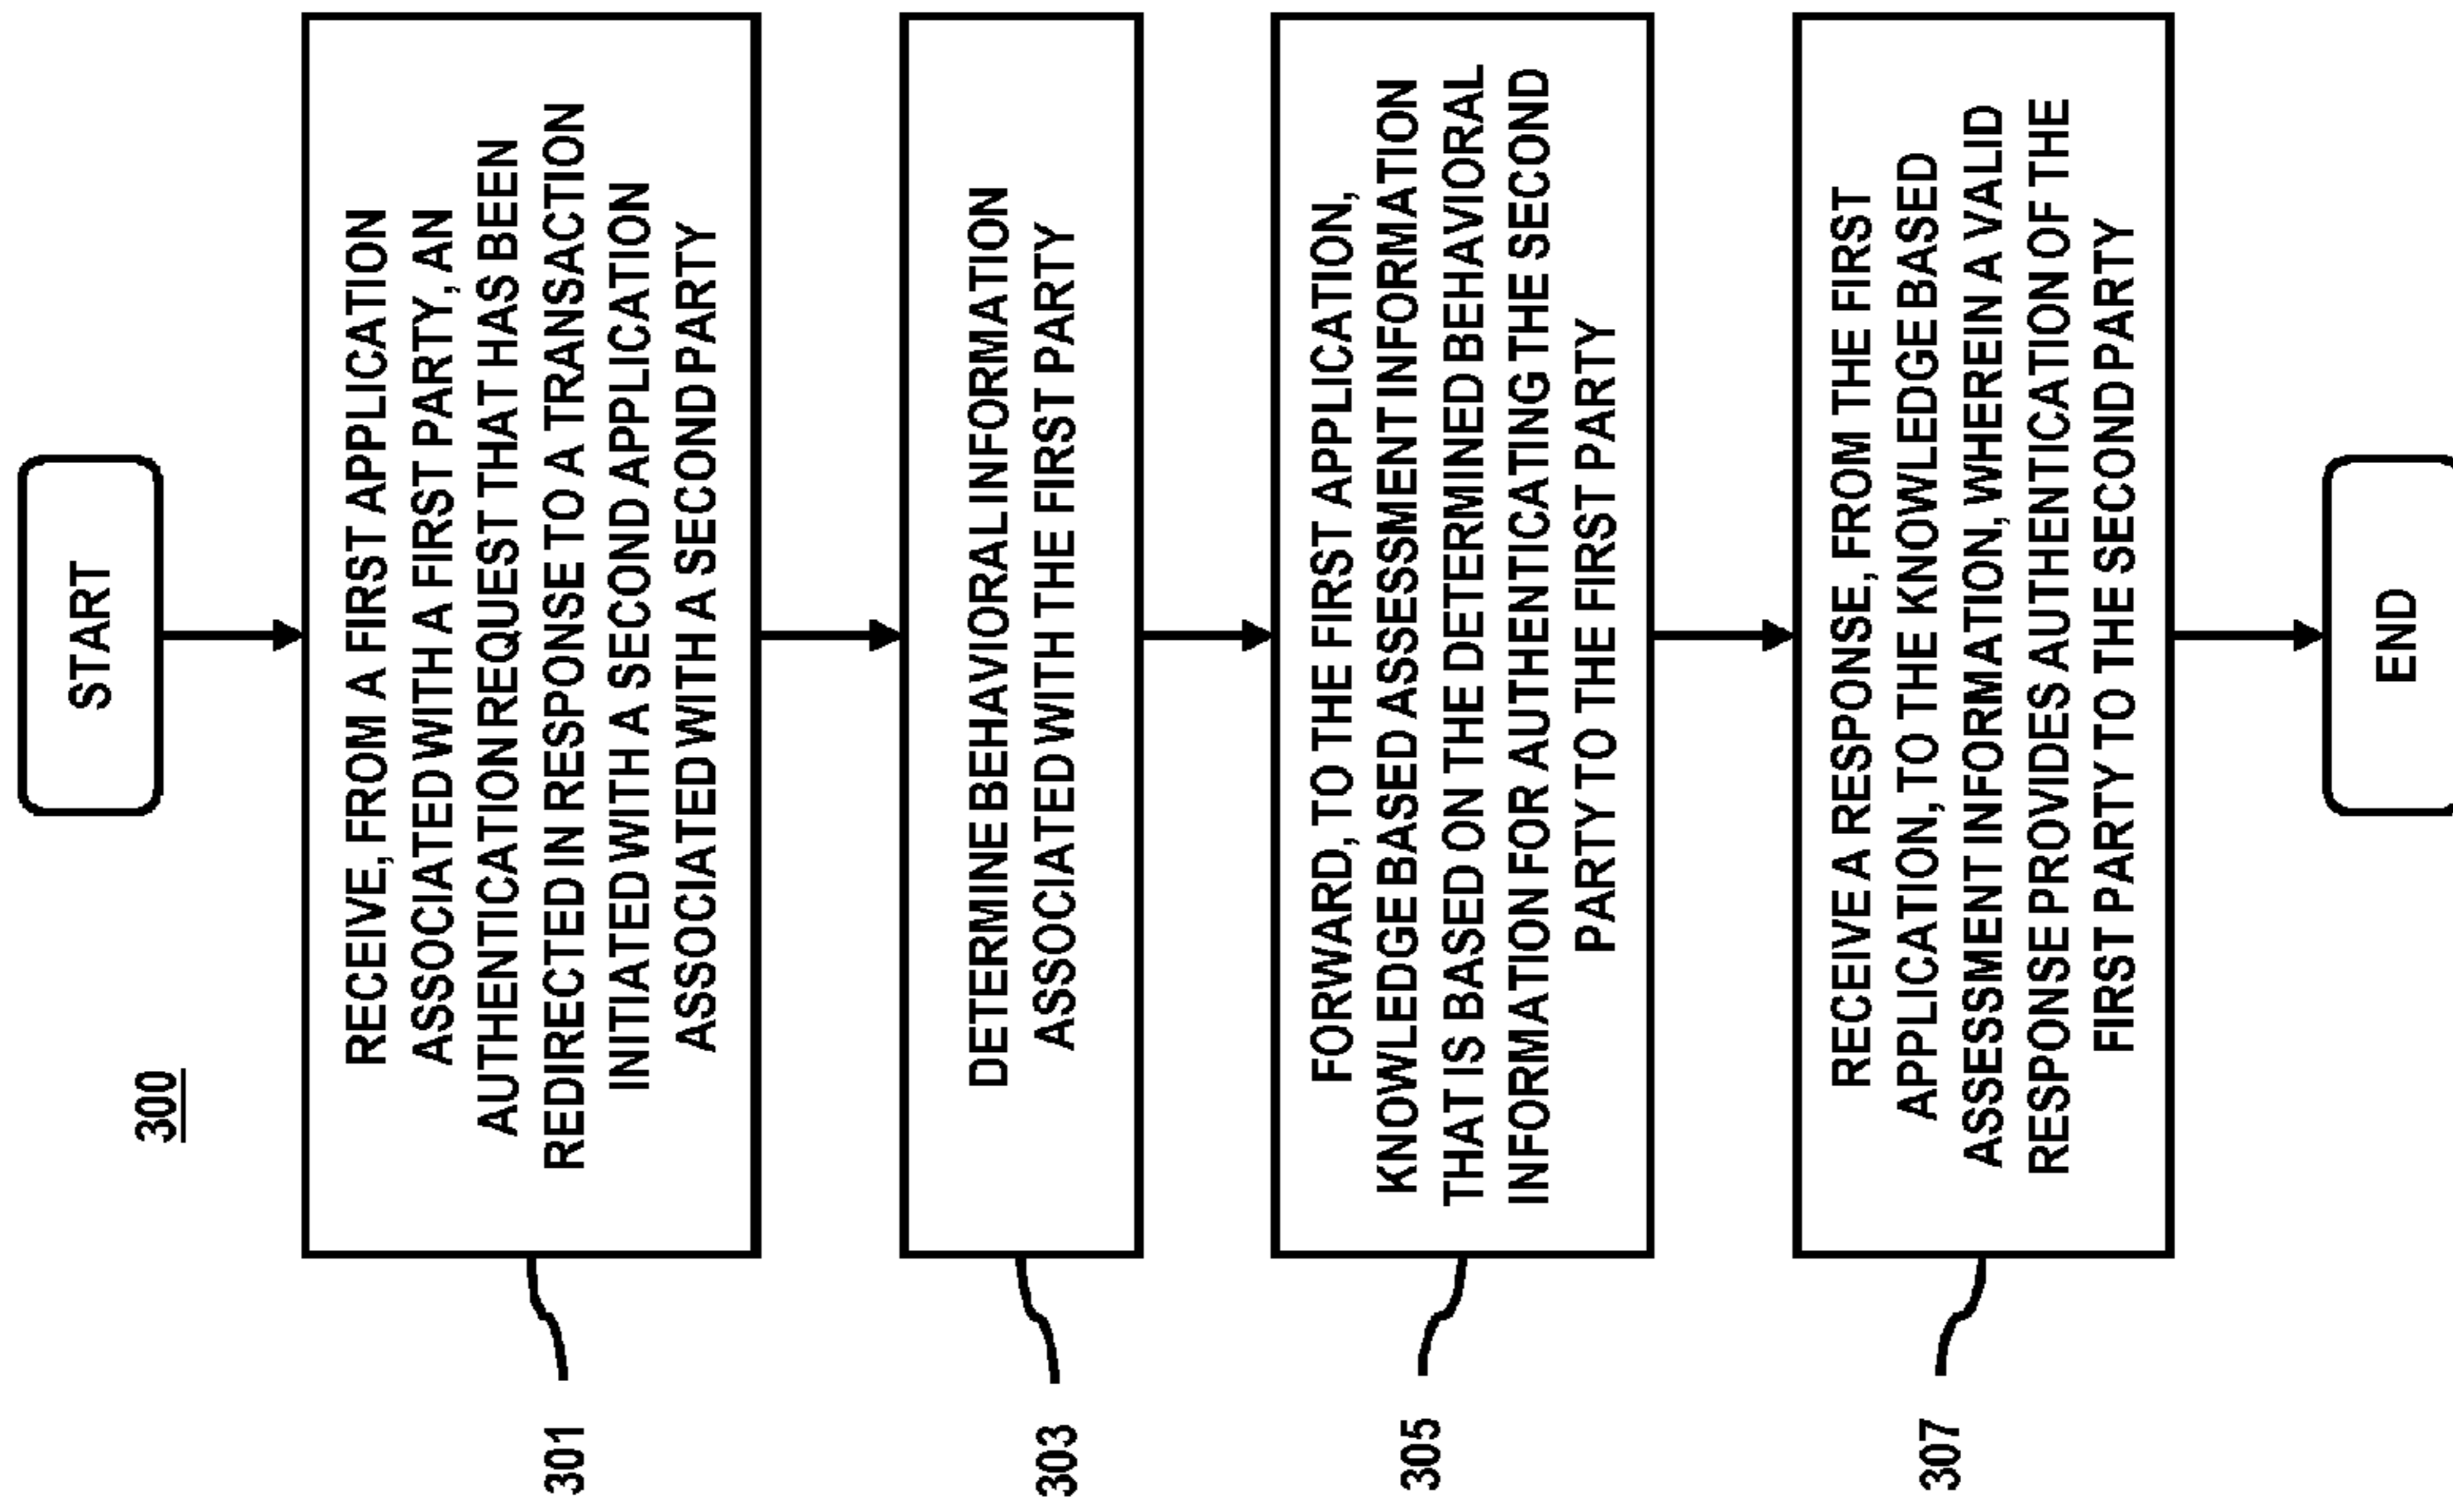 300
START
RECEIVE, FROM A FIRST APPLICATION
ASSOCIATED WITH A FIRST PARTY, AN
AUTHENTICATION REQUEST THAT HAS BEEN
REDIRECTED IN RESPONSE TO A TRANSACTION
INITIATED WITH A SECOND APPLICATION
ASSOCIATED WITH A SECOND PARTY
301
DETERMINE BEHAVIORAL INFORMATION
ASSOCIATED WITH THE FIRST PARTY
303
FORWARD, TO THE FIRST APPLICATION,
KNOWLEDGE BASED ASSESSMENT INFORMATION
THAT IS BASED ON THE DETERMINED BEHAVIORAL
INFORMATION FOR AUTHENTICATING THE SECOND
PARTY TO THE FIRST PARTY
305
RECEIVE A RESPONSE, FROM THE FIRST
APPLICATION, TO THE KNOWLEDGE BASED
ASSESSMENT INFORMATION, WHEREIN A VALID
RESPONSE PROVIDES AUTHENTICATION OF THE
FIRST PARTY TO THE SECOND PARTY
307
END